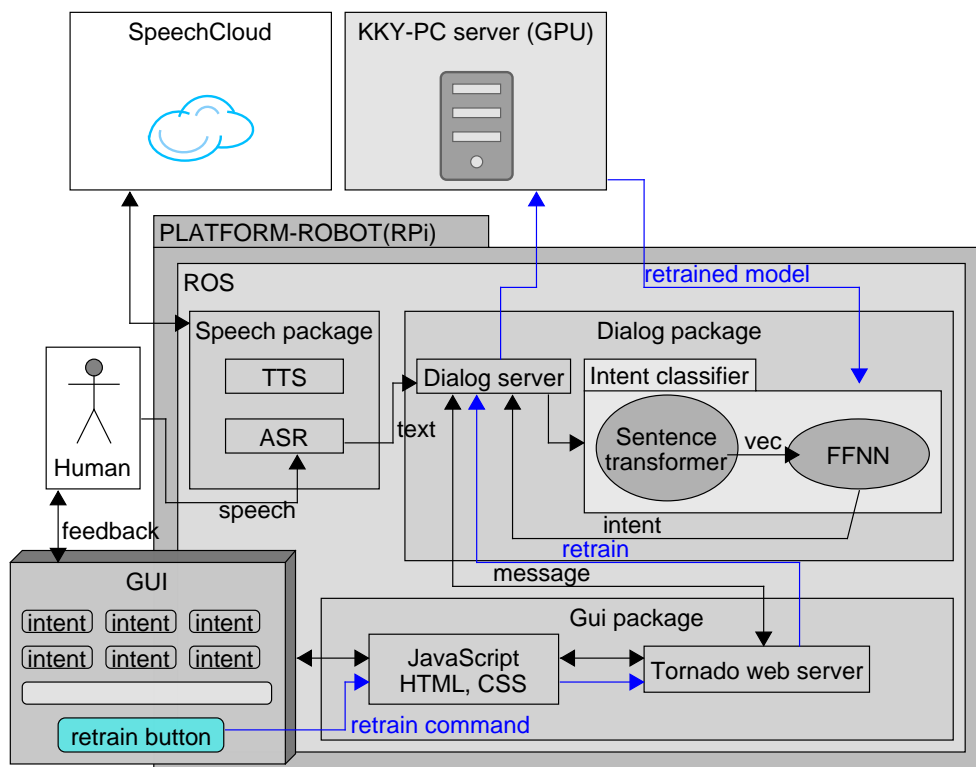 SpeechCloud
KKY-PC server (GPU)
PLATFORM-ROBOT(RPi)
ROS
retrained model
Speech package
Dialog package
TTS
Dialog server
Intent classifier
ASR
text
Sentence
transformer
vec
FFNN
Human
speech
feedback
intent
retrain
message
GUI
intent intent intent
intent intent intent
retrain button
Gui package
JavaScript
HTML, CSS
Tornado web server
retrain command